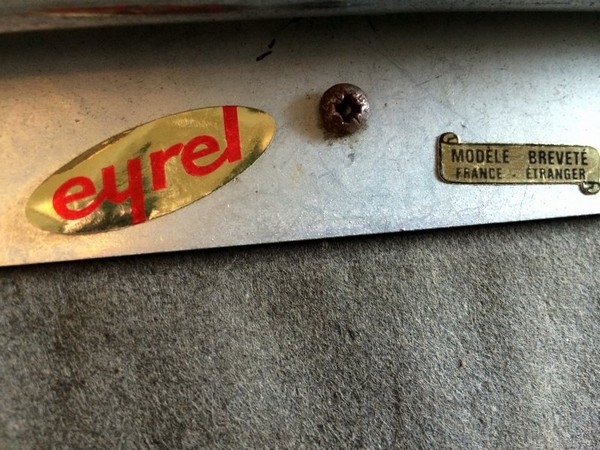 eyrel
MODÈLE BREVETÉ
FRANCE - ÉTRANGER